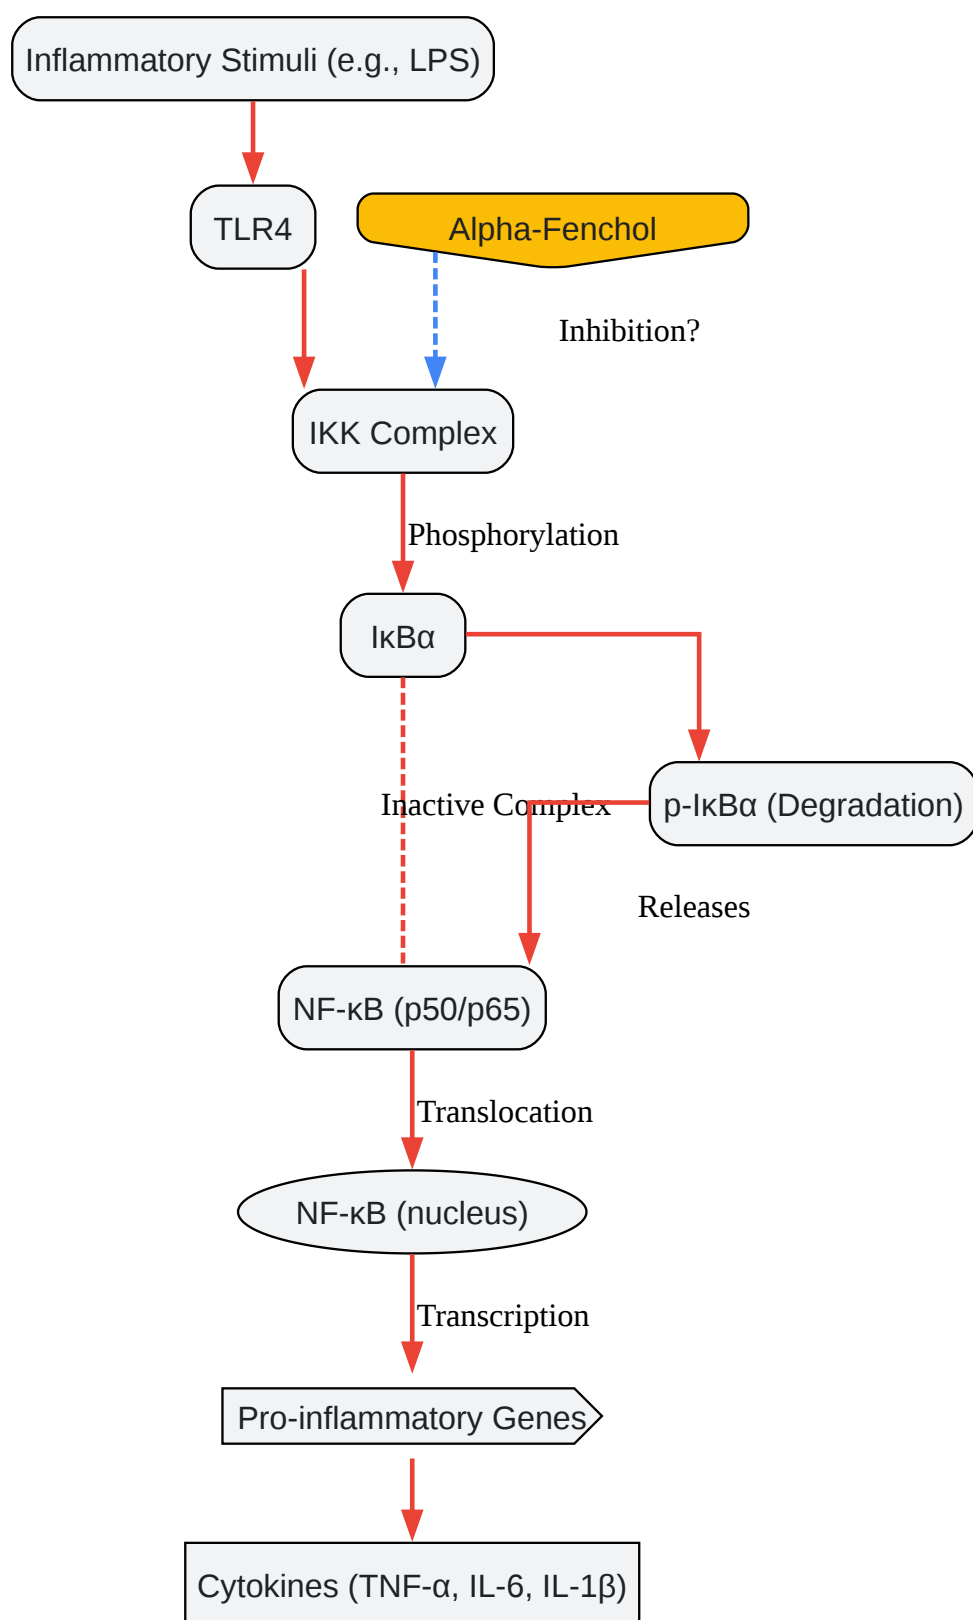 Inflammatory Stimuli (e.g., LPS)
TLR4
Alpha-Fenchol
Inhibition?
IKK Complex
Phosphorylation
IκBα
Inactive Complex
p-IκBα (Degradation)
Releases
NF-κB (p50/p65)
Translocation
NF-κB (nucleus)
Transcription
Pro-inflammatory Genes
Cytokines (TNF-α, IL-6, IL-1β)